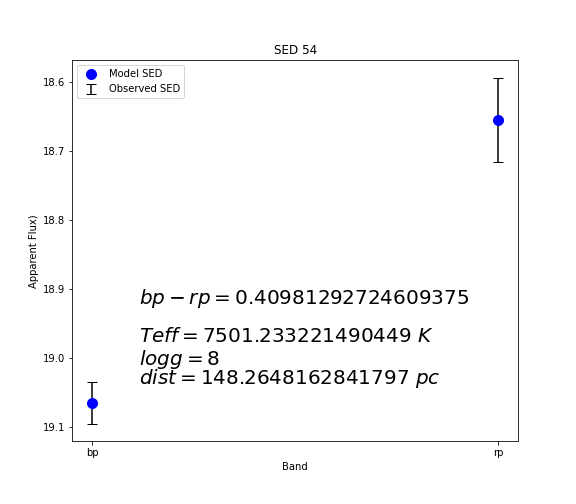 SED 54
Model SED
Observed SED
18.6
18.7
18.8
18.9
19.0
19.1
Apparent Flux)
bp − rp = 0.40981292724609375
Teff = 7501.233221490449 K
logg = 8
dist = 148.2648162841797 pc
bp
rp
Band